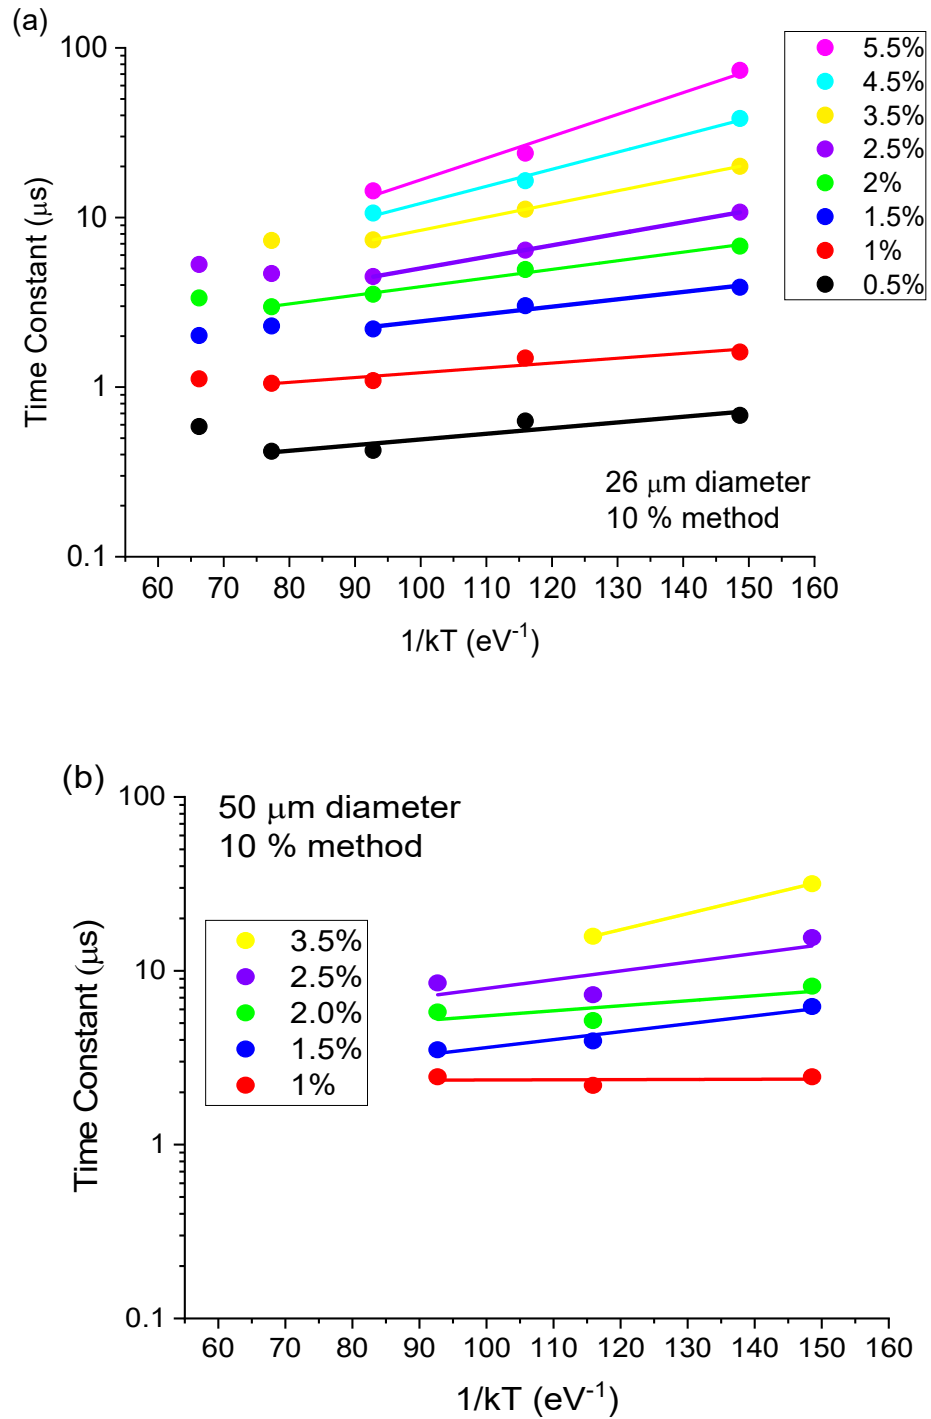 (a)
100
10
1
0.1
Time Constant (μs)
5.5%
4.5%
3.5%
2.5%
2%
1.5%
1%
0.5%
26 μm diameter
10 % method
60 70 80 90 100 110 120 130 140 150 160
1/kT (eV⁻¹)
(b)
100
10
1
0.1
Time Constant (μs)
50 μm diameter
10 % method
3.5%
2.5%
2.0%
1.5%
1%
60 70 80 90 100 110 120 130 140 150 160
1/kT (eV⁻¹)